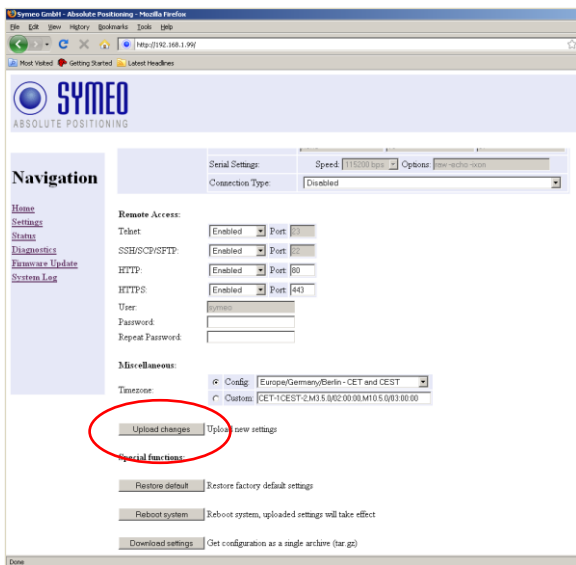 Symeo GmbH - Absolute Positioning - Mozilla Firefox
File Edit View History Bookmarks Tools Help
http://192.168.1.99/
Most Visited Getting Started Latest Headlines
SYMEO
ABSOLUTE POSITIONING
Navigation
Home
Settings
Status
Diagnostics
Firmware Update
System Log
Serial Settings: Speed: 115200 bps Options: raw -echo -ixon
Connection Type: Disabled
Remote Access:
Telnet: Enabled Port: 23
SSH/SCP/SFTP: Enabled Port: 22
HTTP: Enabled Port: 80
HTTPS: Enabled Port: 443
User: symeo
Password:
Repeat Password:
Miscellaneous:
Timezone: Config: Europe/Germany/Berlin - CET and CEST
Custom: CET-1CEST-2,M3.5.0/02:00:00,M10.5.0/03:00:00
Upload changes Upload new settings
Special functions:
Restore default Restore factory default settings
Reboot system Reboot system, uploaded settings will take effect
Download settings Get configuration as a single archive (tar.gz)
Done